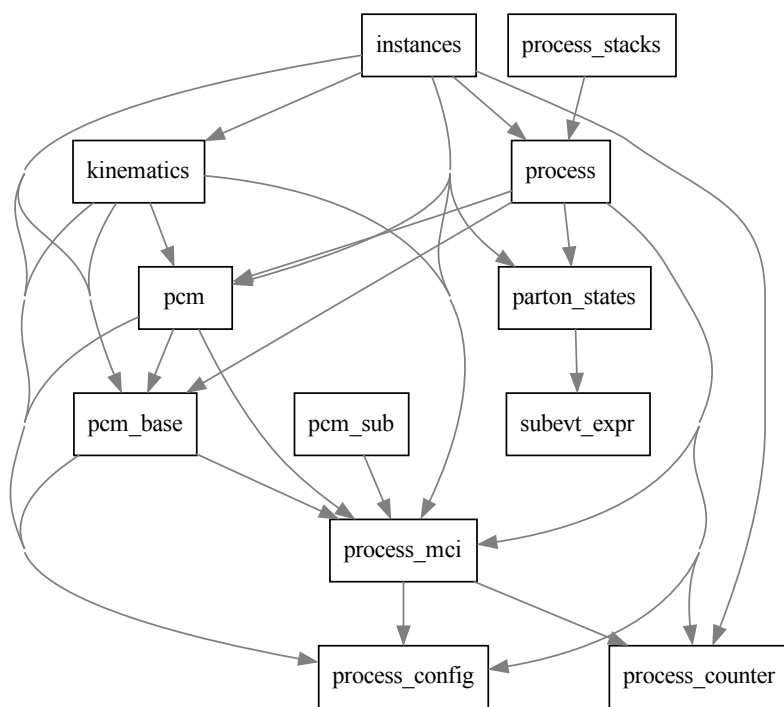 instances
process_stacks
kinematics
process
pcm
parton_states
pcm_base
pcm_sub
subevt_expr
process_mci
process_config
process_counter